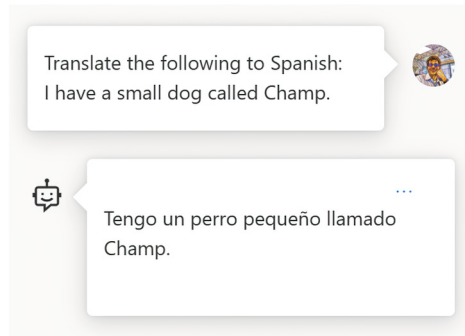 Translate the following to Spanish:
I have a small dog called Champ.
...
Tengo un perro pequeño llamado
Champ.